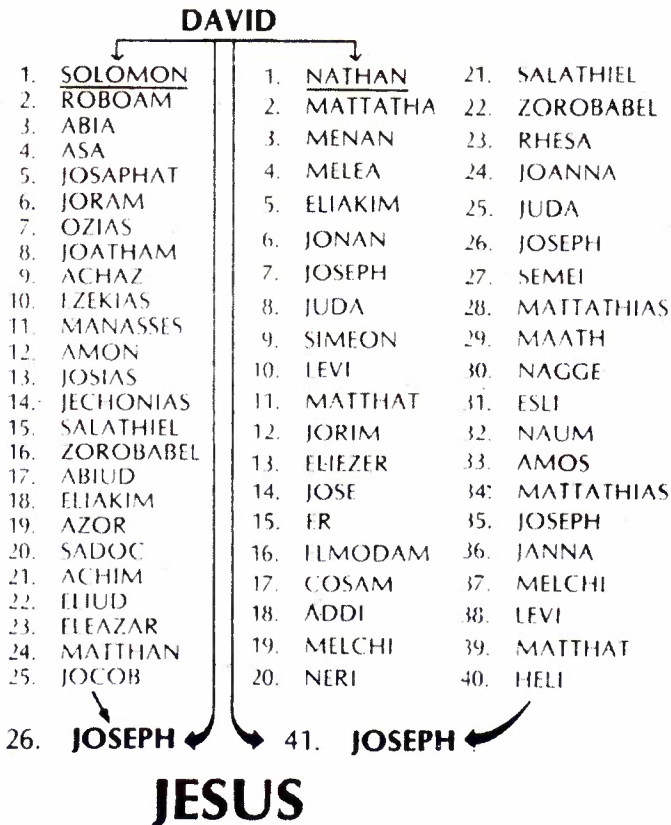 DAVID
1. SOLOMON
2. ROBOAM
3. ABIA
4. ASA
5. JOSAPHAT
6. JORAM
7. OZIAS
8. JOATHAM
9. ACHAZ
10. EZEKIAS
11. MANASSES
12. AMON
13. JOSIAS
14. JECHONIAS
15. SALATHIEL
16. ZOROBABEL
17. ABIUD
18. ELIAKIM
19. AZOR
20. SADOC
21. ACHIM
22. ELIUD
23. ELEAZAR
24. MATTHAN
25. JOCOB
26. JOSEPH
1. NATHAN
2. MATTATHA
3. MENAN
4. MELEA
5. ELIAKIM
6. JONAN
7. JOSEPH
8. JUDA
9. SIMEON
10. LEVI
11. MATTHAT
12. JORIM
13. ELIEZER
14. JOSE
15. ER
16. ELMODAM
17. COSAM
18. ADDI
19. MELCHI
20. NERI
21. SALATHIEL
22. ZOROBABEL
23. RHESA
24. JOANNA
25. JUDA
26. JOSEPH
27. SEMEI
28. MATTATHIAS
29. MAATH
30. NAGGE
31. ESLI
32. NAUM
33. AMOS
34. MATTATHIAS
35. JOSEPH
36. JANNA
37. MELCHI
38. LEVI
39. MATTHAT
40. HELI
41. JOSEPH
JESUS